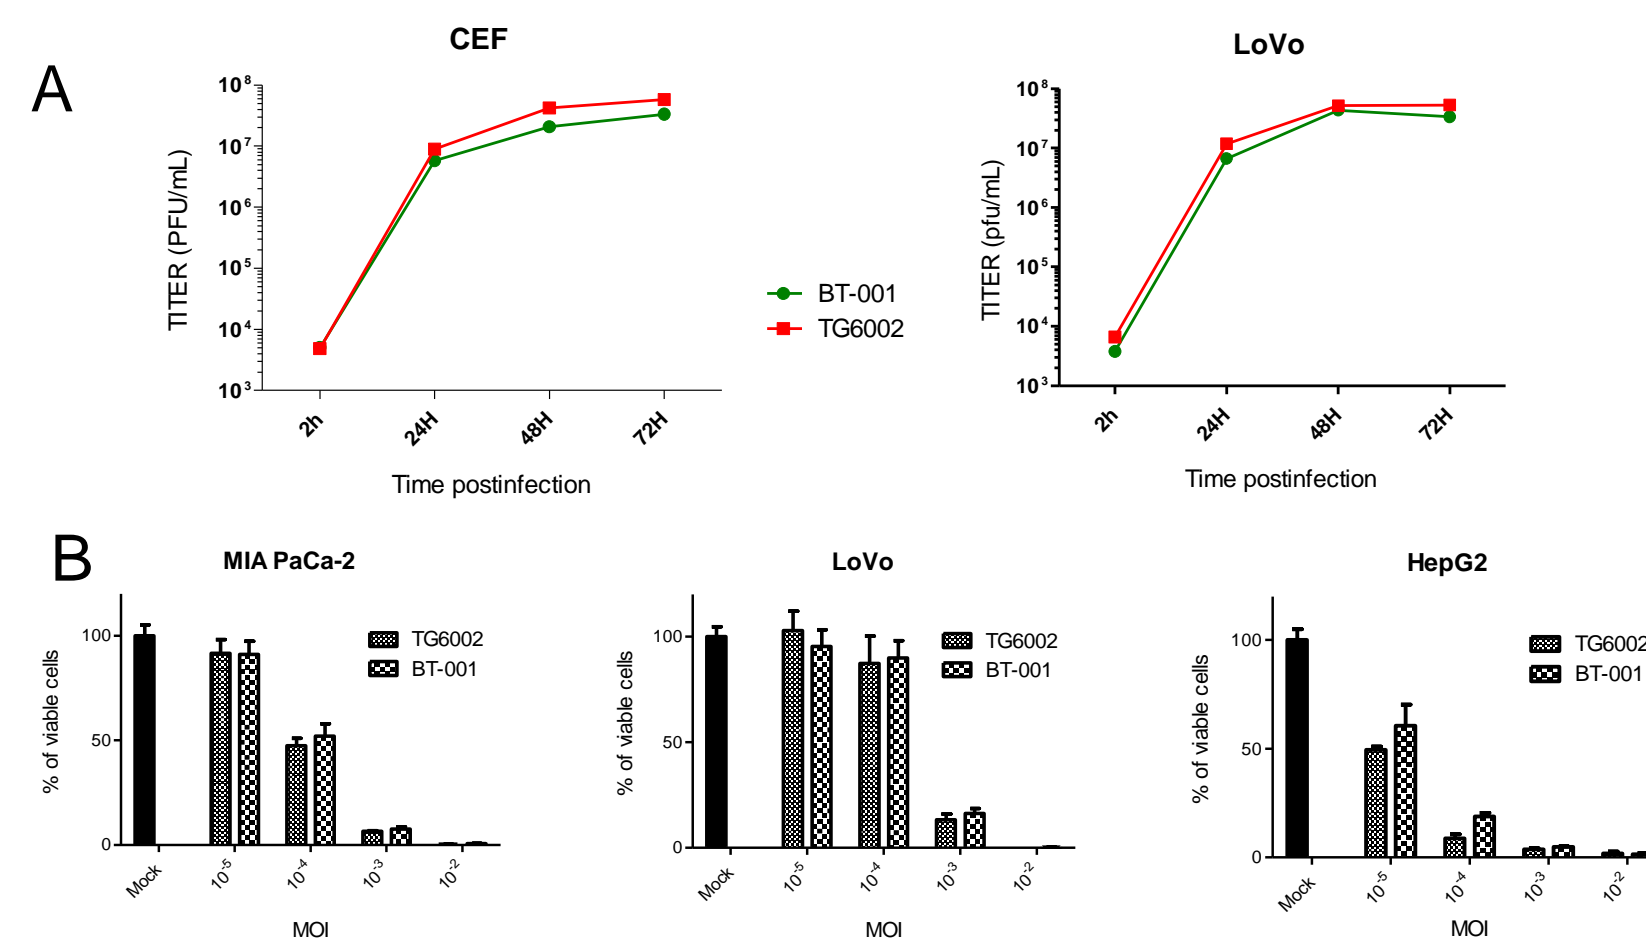 A
CEF
TITER (PFU/mL)
10⁸
10⁷
10⁶
10⁵
10⁴
10³
2h
24H
48H
72H
Time postinfection
BT-001
TG6002
LoVo
TITER (pfu/mL)
10⁸
10⁷
10⁶
10⁵
10⁴
10³
2h
24H
48H
72H
Time postinfection
B
MIA PaCa-2
% of viable cells
100
50
0
TG6002
BT-001
Mock
10⁻⁵
10⁻⁴
10⁻³
10⁻²
MOI
LoVo
% of viable cells
100
50
0
TG6002
BT-001
Mock
10⁻⁵
10⁻⁴
10⁻³
10⁻²
MOI
HepG2
% of viable cells
100
50
0
TG6002
BT-001
Mock
10⁻⁵
10⁻⁴
10⁻³
10⁻²
MOI